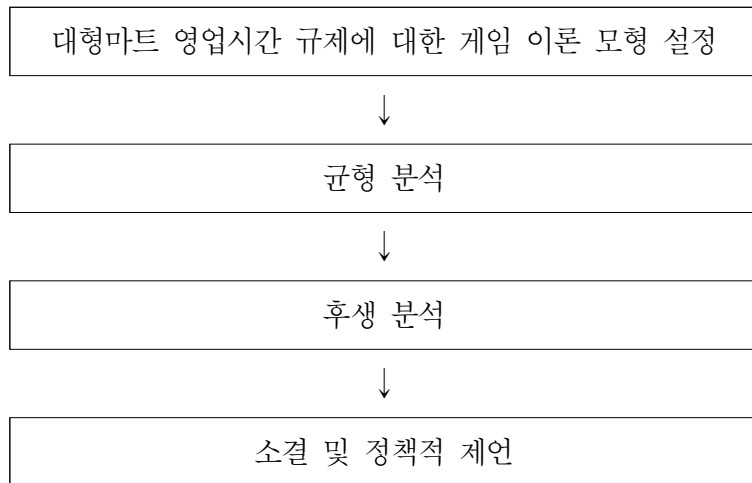 대형마트 영업시간 규제에 대한 게임 이론 모형 설정
↓
균형 분석
↓
후생 분석
↓
소결 및 정책적 제언